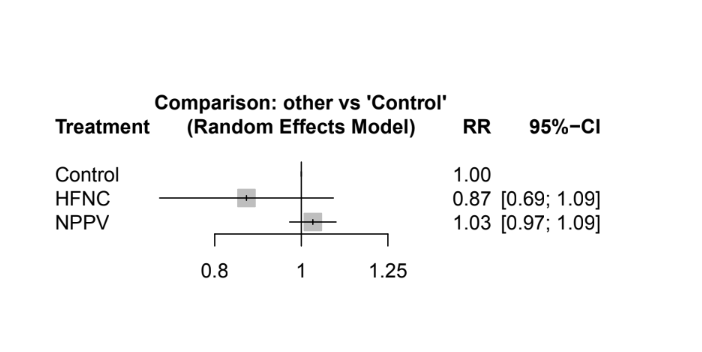 Comparison: other vs 'Control'
Treatment (Random Effects Model) RR 95%−CI
Control 1.00
HFNC 0.87 [0.69; 1.09]
NPPV 1.03 [0.97; 1.09]
0.8 1 1.25